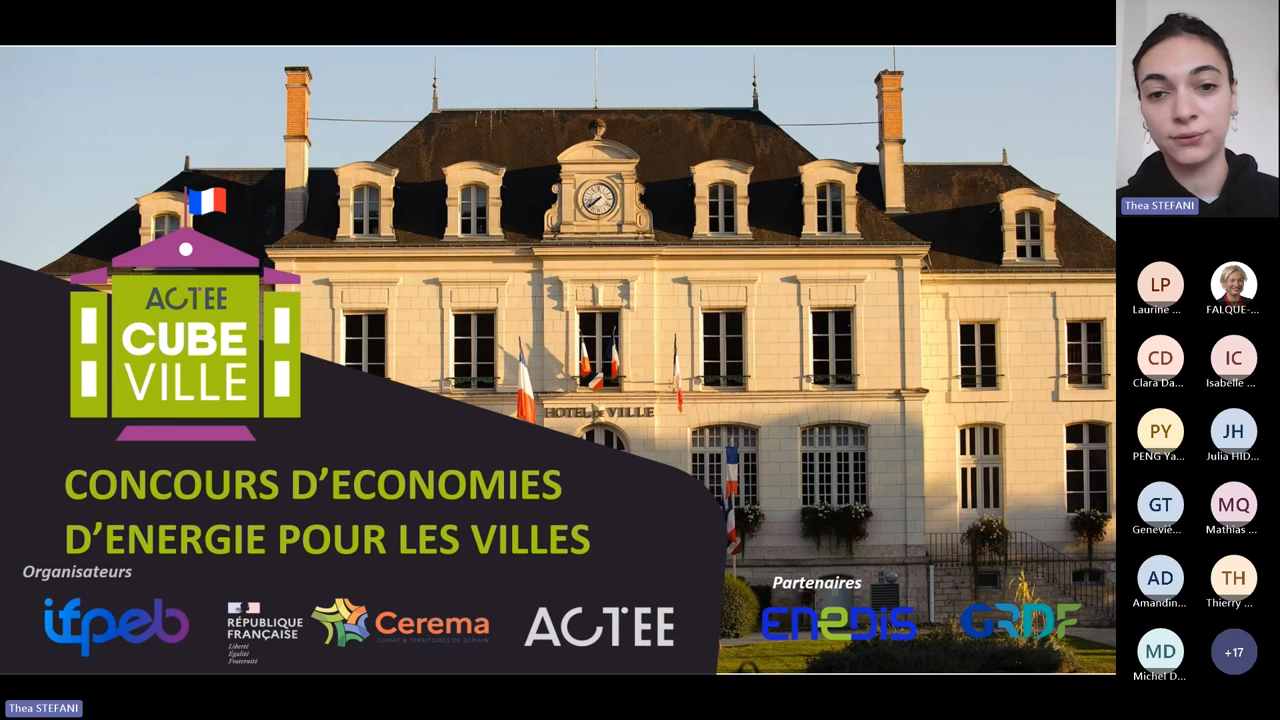 ACTEE
CUBE
VILLE
HOTEL DE VILLE
CONCOURS D'ECONOMIES
D'ENERGIE POUR LES VILLES
Organisateurs
ifpeb
RÉPUBLIQUE
FRANÇAISE
Liberté
Égalité
Fraternité
Cerema
CLIMAT & TERRITOIRES DE DEMAIN
ACTEE
Partenaires
ENEDIS
GRDF
Thea STEFANI
Thea STEFANI
LP
Laurine ...
FALQUE-...
CD
Clara Da...
IC
Isabelle ...
PY
PENG Ya...
JH
Julia HID...
GT
Geneviè...
MQ
Mathias ...
AD
Amandin...
TH
Thierry ...
MD
Michel D...
+17